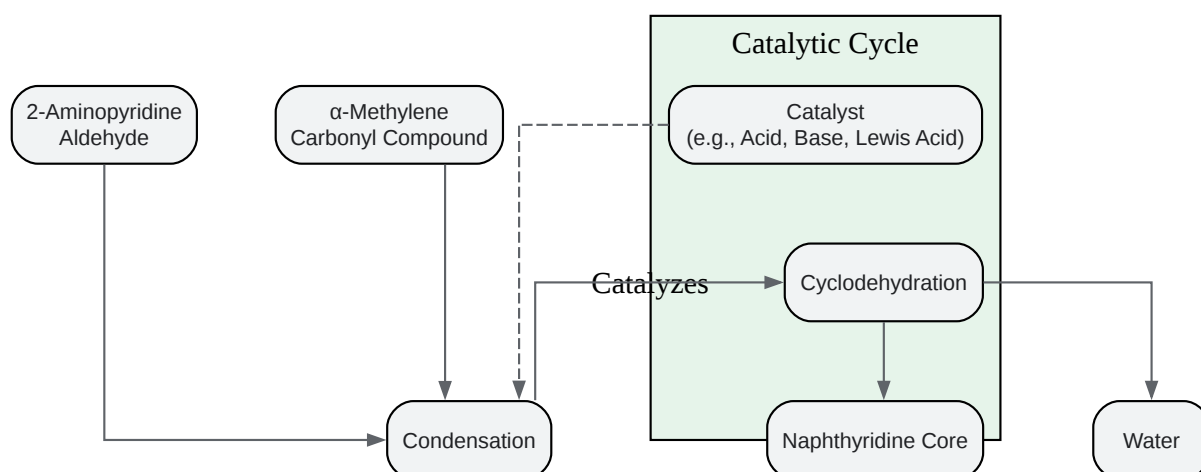 Catalytic Cycle
2-Aminopyridine
Aldehyde
α-Methylene
Carbonyl Compound
Catalyst
(e.g., Acid, Base, Lewis Acid)
Catalyzes
Cyclodehydration
Condensation
Naphthyridine Core
Water